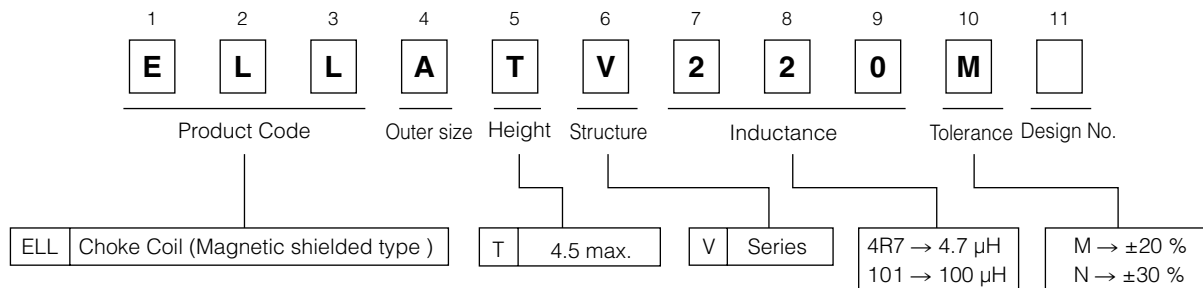 1 2 3 4 5 6 7 8 9 10 11
E L L A T V 2 2 0 M
Product Code Outer size Height Structure Inductance Tolerance Design No.
ELL Choke Coil (Magnetic shielded type )
T 4.5 max.
V Series
4R7 → 4.7 µH
101 → 100 µH
M → ±20 %
N → ±30 %